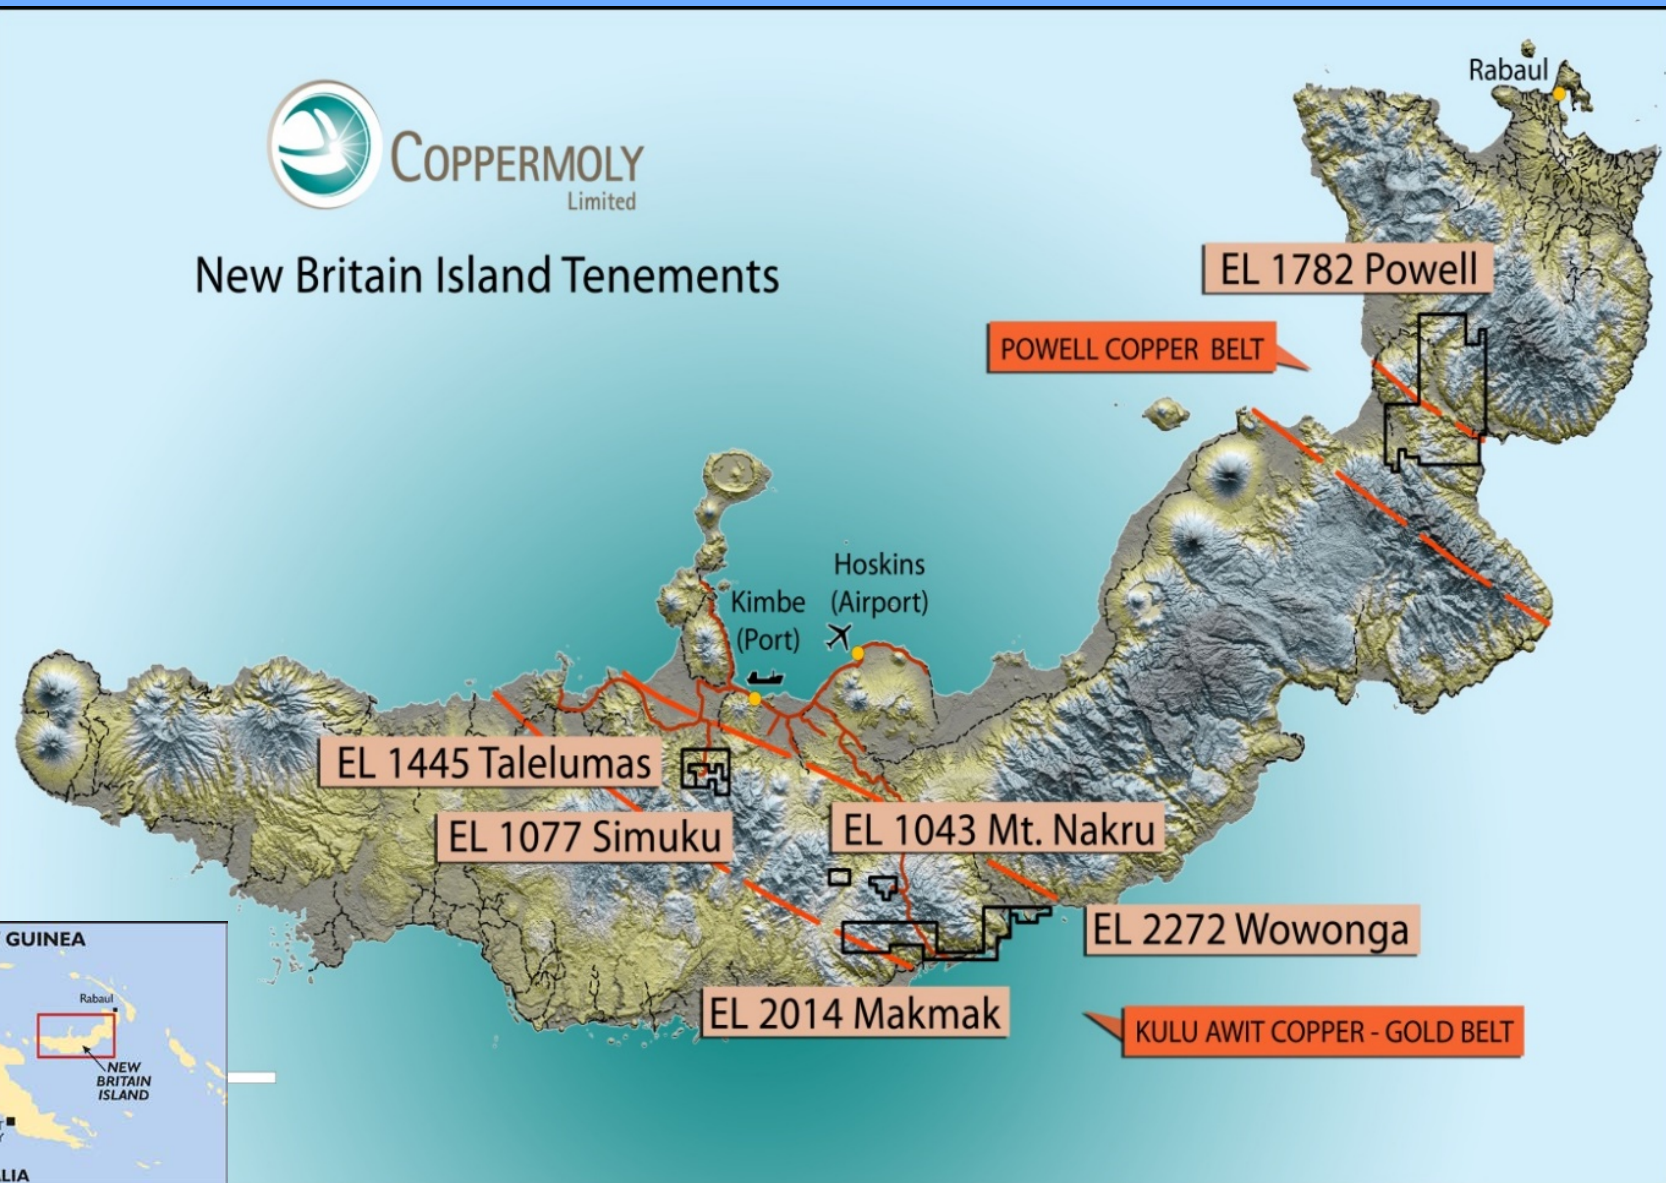 COPPERMOLY
Limited
New Britain Island Tenements
Rabaul
EL 1782 Powell
POWELL COPPER BELT
Hoskins
(Airport)
Kimbe
(Port)
EL 1445 Talelumas
EL 1077 Simuku
EL 1043 Mt. Nakru
EL 2272 Wowonga
EL 2014 Makmak
KULU AWIT COPPER - GOLD BELT
GUINEA
Rabaul
NEW
BRITAIN
ISLAND